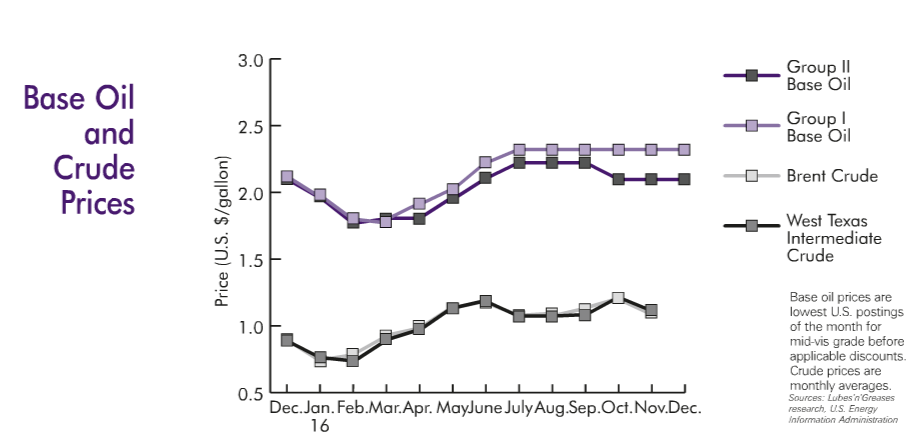 Base Oil
and
Crude
Prices
Price (U.S. $/gallon)
3.0
2.5
2.0
1.5
1.0
0.5
Dec. Jan. Feb. Mar. Apr. May June July Aug. Sep. Oct. Nov. Dec.
16
Group II
Base Oil
Group I
Base Oil
Brent Crude
West Texas
Intermediate
Crude
Base oil prices are
lowest U.S. postings
of the month for
mid-vis grade before
applicable discounts.
Crude prices are
monthly averages.
Sources: Lubes'n'Greases
research, U.S. Energy
Information Administration